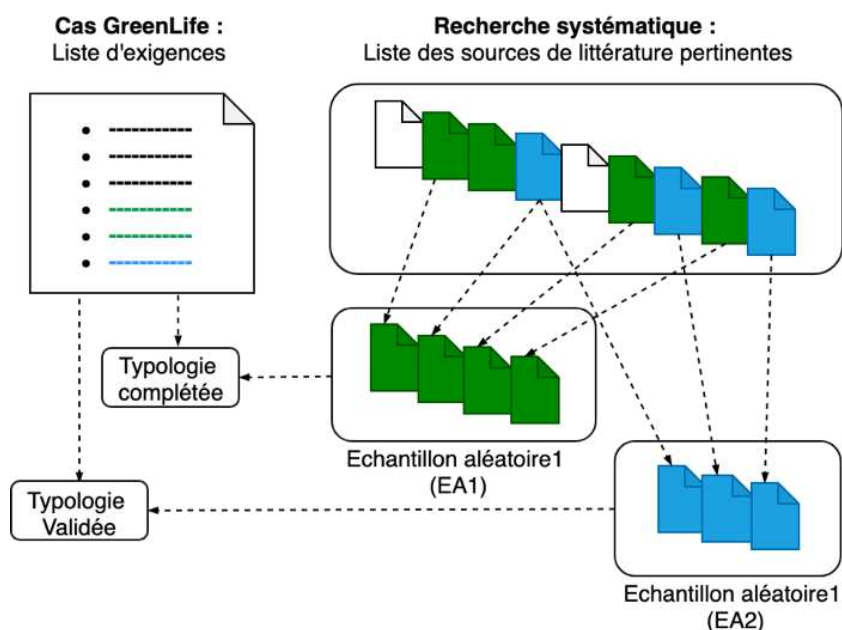 Cas GreenLife :
Liste d'exigences
Recherche systématique :
Liste des sources de littérature pertinentes
Typologie
complétée
Echantillon aléatoire1
(EA1)
Typologie
Validée
Echantillon aléatoire1
(EA2)